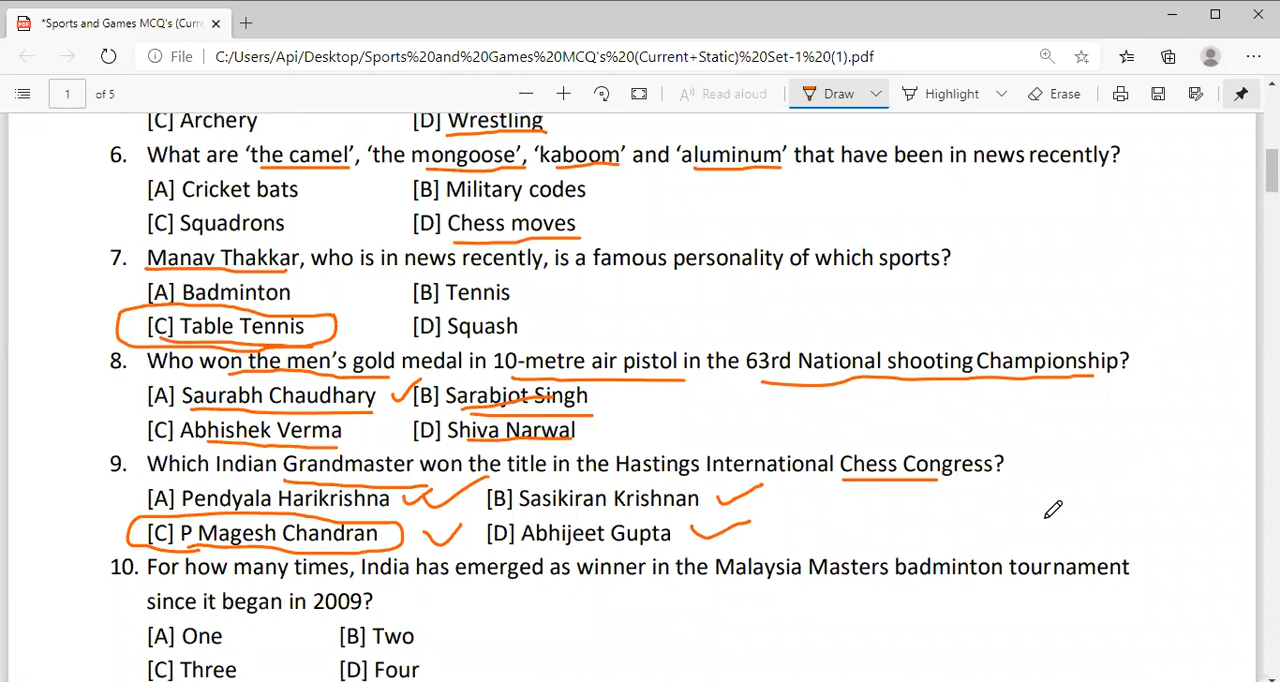 *Sports and Games MCQ's (Curr
File C:/Users/Api/Desktop/Sports%20and%20Games%20MCQ's%20(Current+Static)%20Set-1%20(1).pdf
1 of 5 Read aloud Draw Highlight Erase
[C] Archery [D] Wrestling
6. What are ‘the camel’, ‘the mongoose’, ‘kaboom’ and ‘aluminum’ that have been in news recently?
[A] Cricket bats [B] Military codes
[C] Squadrons [D] Chess moves
7. Manav Thakkar, who is in news recently, is a famous personality of which sports?
[A] Badminton [B] Tennis
[C] Table Tennis [D] Squash
8. Who won the men’s gold medal in 10-metre air pistol in the 63rd National shooting Championship?
[A] Saurabh Chaudhary [B] Sarabjot Singh
[C] Abhishek Verma [D] Shiva Narwal
9. Which Indian Grandmaster won the title in the Hastings International Chess Congress?
[A] Pendyala Harikrishna [B] Sasikiran Krishnan
[C] P Magesh Chandran [D] Abhijeet Gupta
10. For how many times, India has emerged as winner in the Malaysia Masters badminton tournament
since it began in 2009?
[A] One [B] Two
[C] Three [D] Four